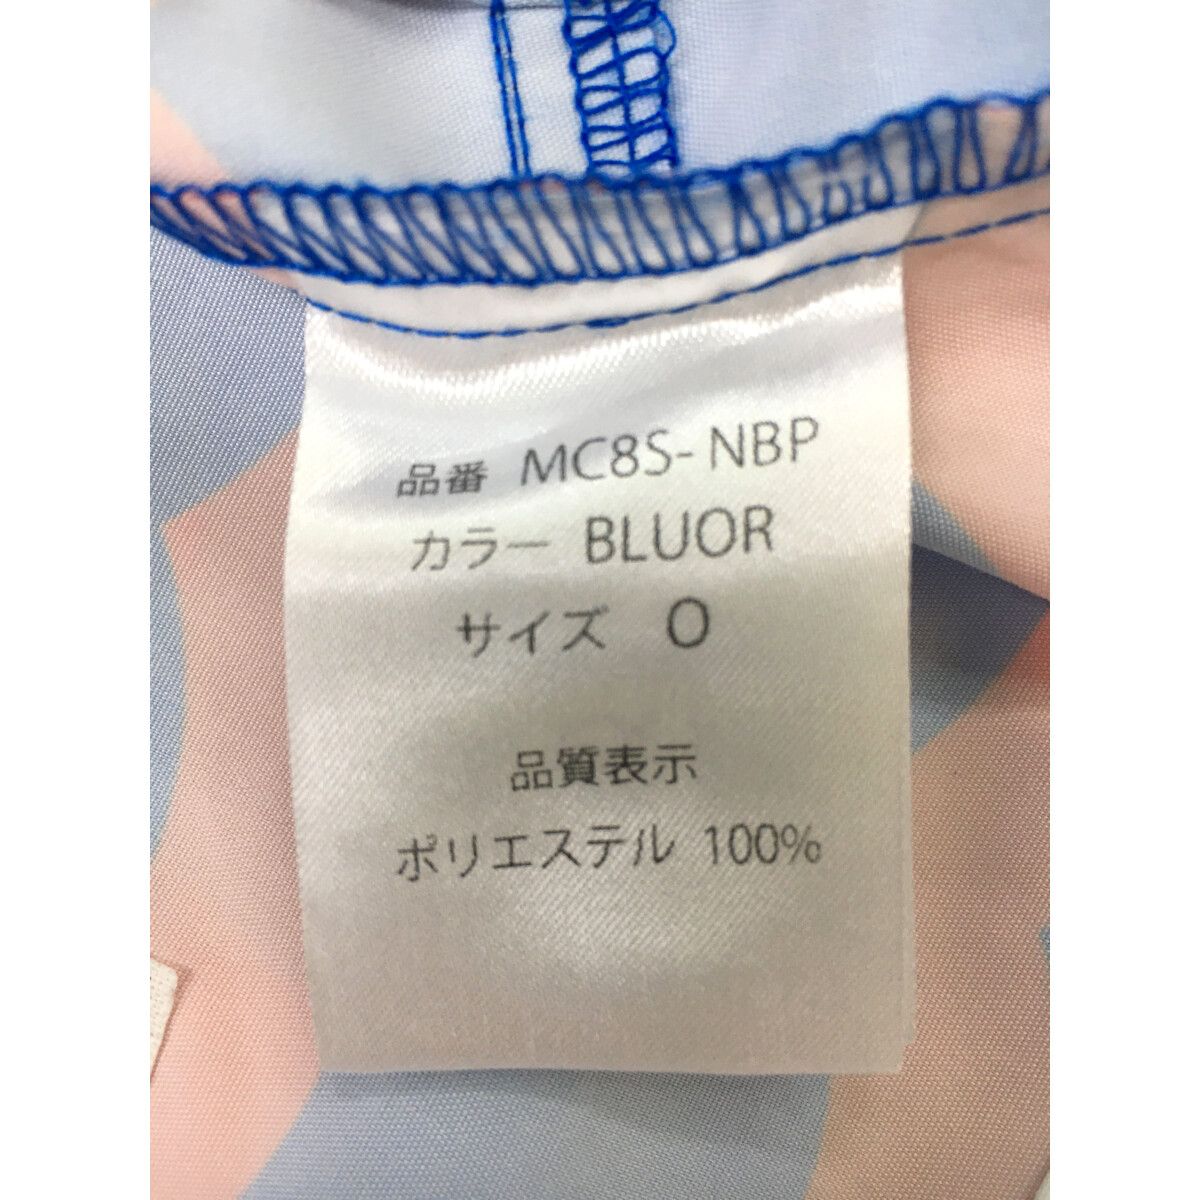 品番 MC8S-NBP
カラー BLUOR
サイズ O
品質表示
ポリエステル 100%